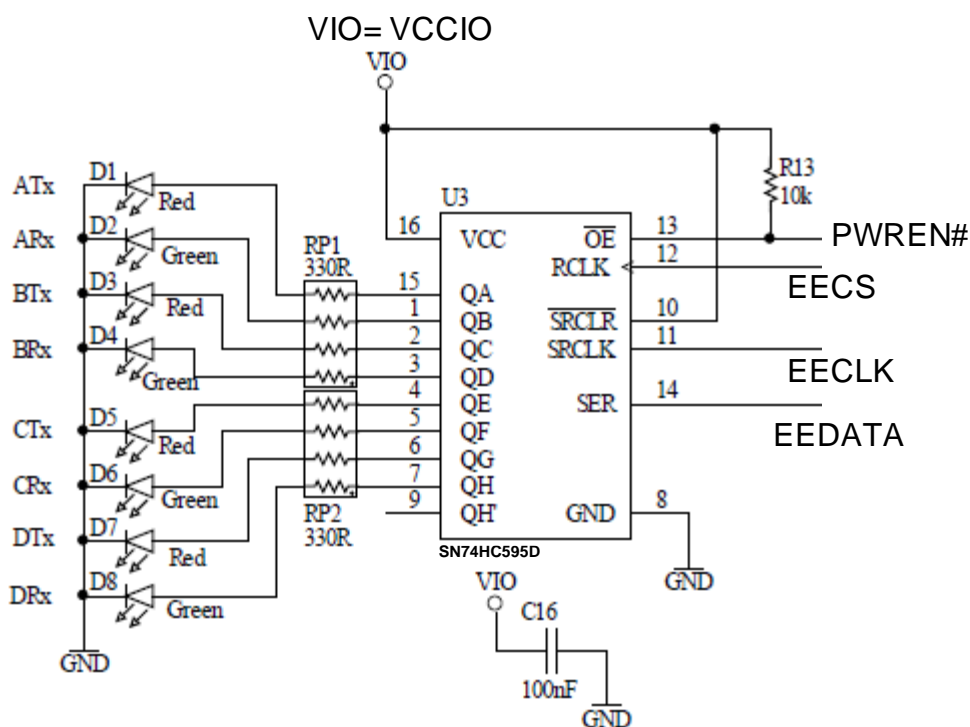 VIO= VCCIO
VIO
ATx D1 Red
ARx D2 Green
BTx D3 Red
BRx D4 Green
CTx D5 Red
CRx D6 Green
DTx D7 Red
DRx D8 Green
GND
RP1
330R
RP2
330R
U3
16 VCC
15 QA
1 QB
2 QC
3 QD
4 QE
5 QF
6 QG
7 QH
9 QH'
OE 13
RCLK 12
SRCLR 10
SRCLK 11
SER 14
GND 8
SN74HC595D
R13
10k
PWREN#
EECS
EECLK
EEDATA
GND
VIO
C16
100nF
GND